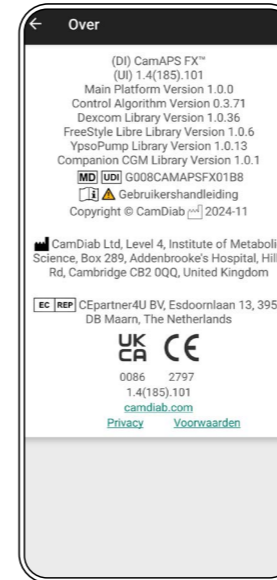 Over
(DI) CamAPS FX™
(UI) 1.4(185).101
Main Platform Version 1.0.0
Control Algorithm Version 0.3.71
Dexcom Library Version 1.0.36
FreeStyle Libre Library Version 1.0.6
YpsoPump Library Version 1.0.13
Companion CGM Library Version 1.0.1
MD UDI G008CAMAPSFX01B8
Gebruikershandleiding
Copyright © CamDiab 2024-11
CamDiab Ltd, Level 4, Institute of Metaboli
Science, Box 289, Addenbrooke's Hospital, Hill
Rd, Cambridge CB2 0QQ, United Kingdom
EC REP CEpartner4U BV, Esdoornlaan 13, 395
DB Maarn, The Netherlands
UK CA CE
0086 2797
1.4(185).101
camdiab.com
Privacy Voorwaarden